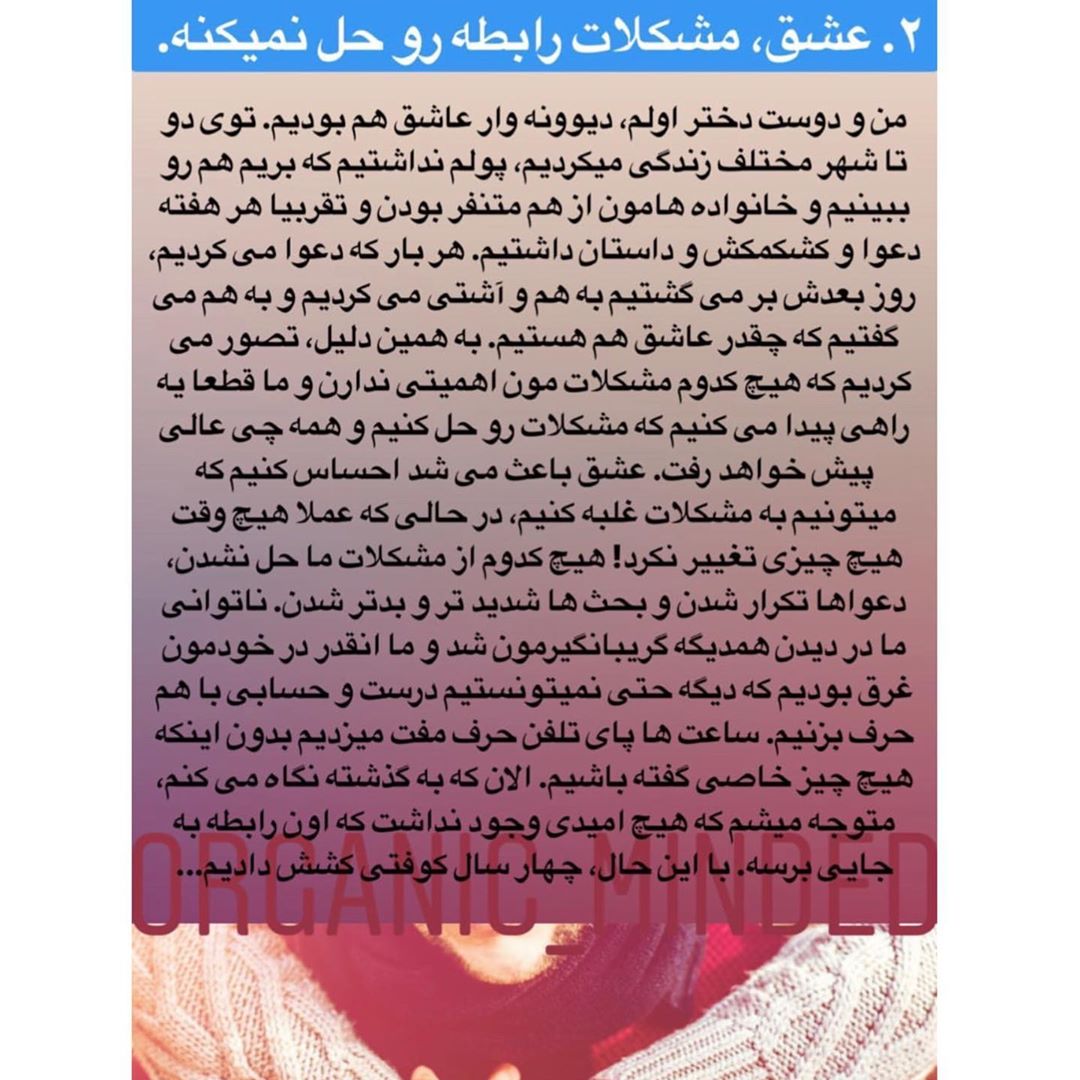 ۲. عشق، مشکلات رابطه رو حل نمیکنه.
من و دوست دختر اولم، دیوونه وار عاشق هم بودیم. توی دو
تا شهر مختلف زندگی میکردیم، پولم نداشتیم که بریم هم رو
ببینیم و خانواده هامون از هم متنفر بودن و تقریبا هر هفته
دعوا و کشکمکش و داستان داشتیم. هر بار که دعوا می کردیم،
روز بعدش بر می گشتیم به هم و آشتی می کردیم و به هم می
گفتیم که چقدر عاشق هم هستیم. به همین دلیل، تصور می
کردیم که هیچ کدوم مشکلات مون اهمیتی ندارن و ما قطعا یه
راهی پیدا می کنیم که مشکلات رو حل کنیم و همه چی عالی
پیش خواهد رفت. عشق باعث می شد احساس کنیم که
میتونیم به مشکلات غلبه کنیم، در حالی که عملا هیچ وقت
هیچ چیزی تغییر نکرد! هیچ کدوم از مشکلات ما حل نشدن،
دعواها تکرار شدن و بحث ها شدید تر و بدتر شدن. ناتوانی
ما در دیدن همدیگه گریبانگیرمون شد و ما انقدر در خودمون
غرق بودیم که دیگه حتی نمیتونستیم درست و حسابی با هم
حرف بزنیم. ساعت ها پای تلفن حرف مفت میزدیم بدون اینکه
هیچ چیز خاصی گفته باشیم. الان که به گذشته نگاه می کنم،
متوجه میشم که هیچ امیدی وجود نداشت که اون رابطه به
جایی برسه. با این حال، چهار سال کوفتی کشش دادیم...
ORGANIC_MINDED